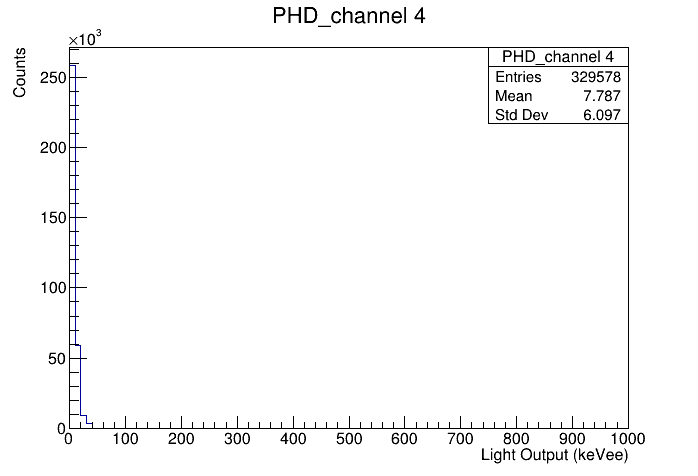 PHD_channel 4
×10³
Counts
250
200
150
100
50
0
PHD_channel 4
Entries 329578
Mean 7.787
Std Dev 6.097
0 100 200 300 400 500 600 700 800 900 1000
Light Output (keVee)